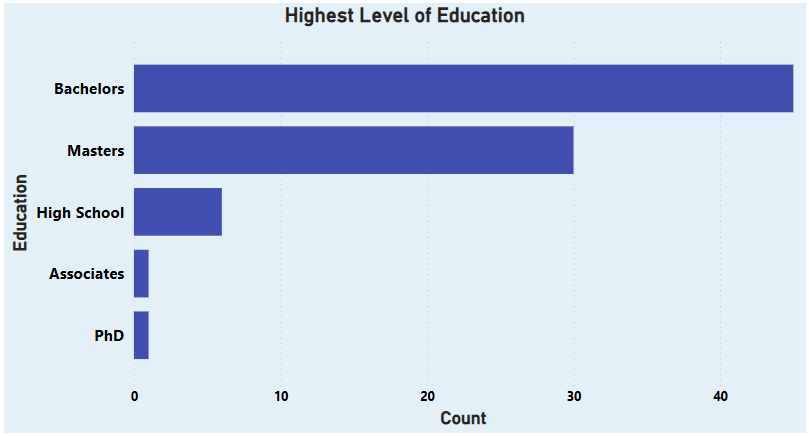 Highest Level of Education
Education
Bachelors
Masters
High School
Associates
PhD
0 10 20 30 40
Count